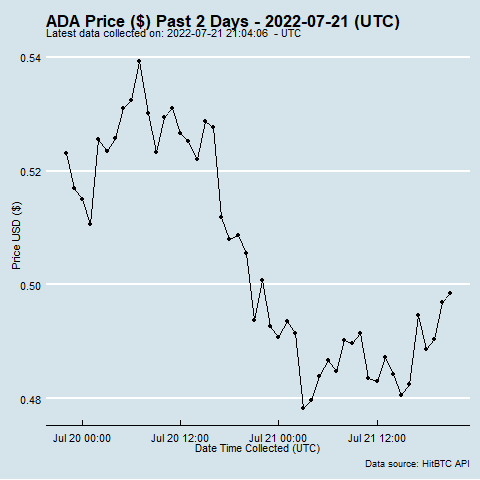 ADA Price ($) Past 2 Days - 2022-07-21 (UTC)
Latest data collected on: 2022-07-21 21:04:06  - UTC
0.54
0.52
0.50
0.48
Price USD ($)
Jul 20 00:00 Jul 20 12:00 Jul 21 00:00 Jul 21 12:00
Date Time Collected (UTC)
Data source: HitBTC API